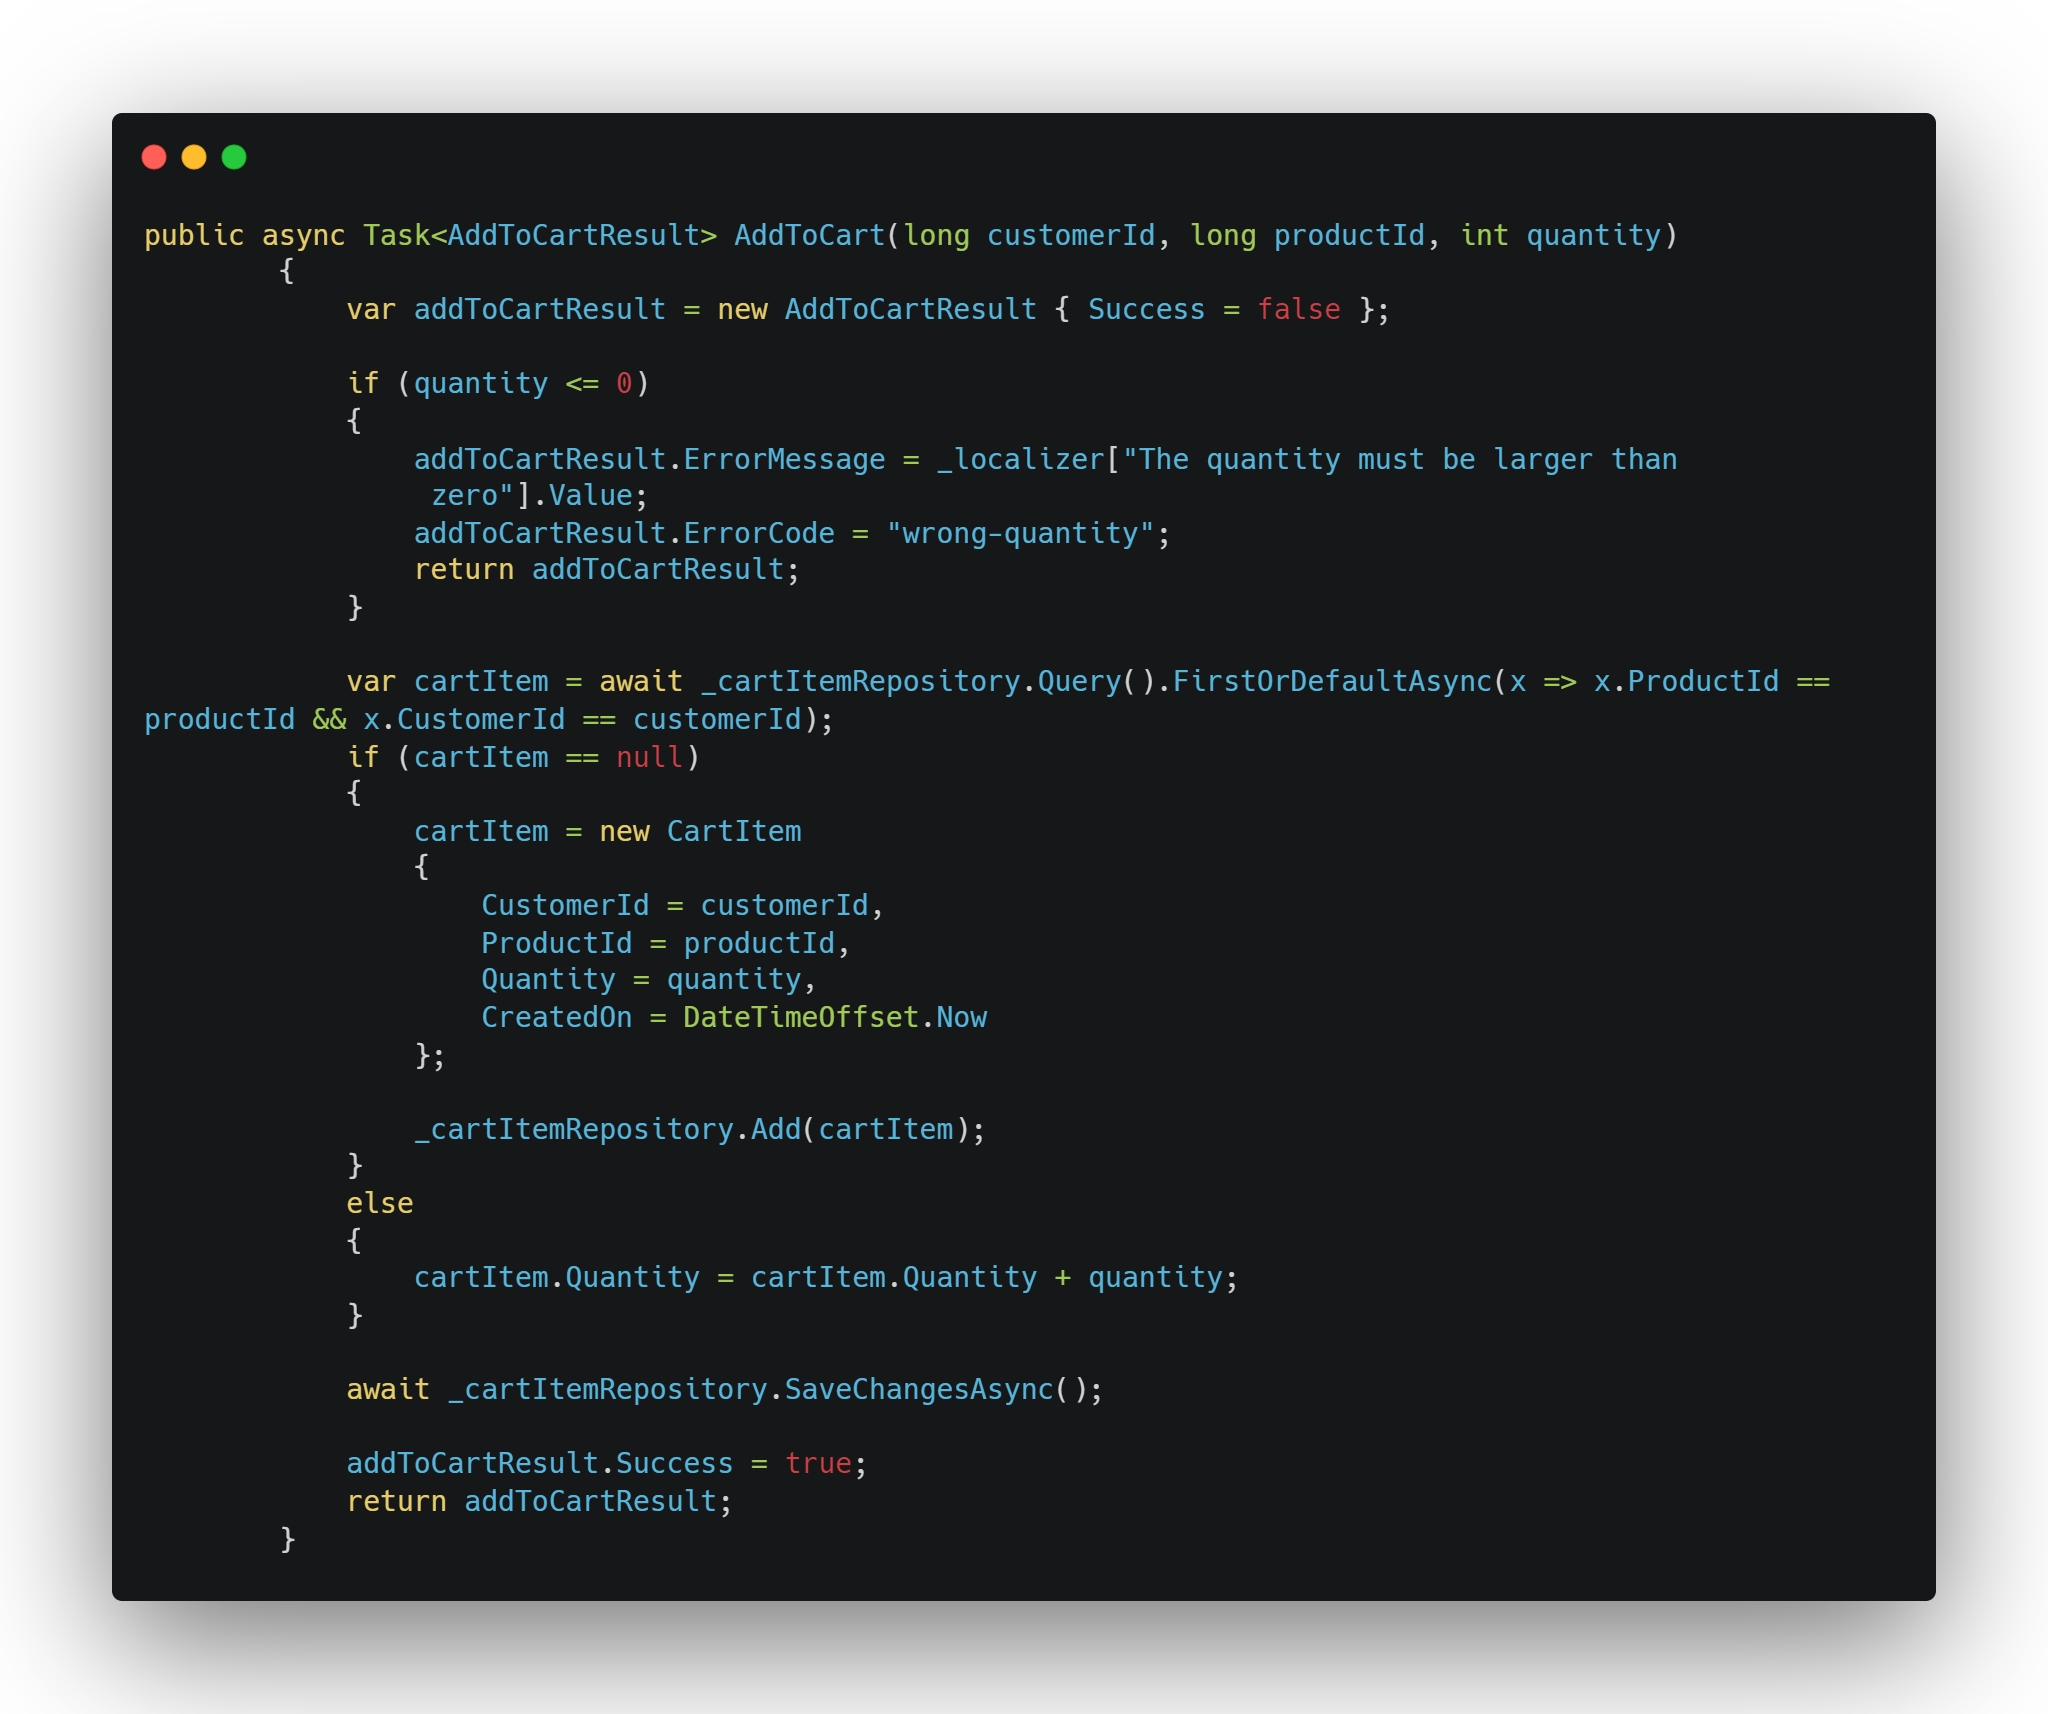 public async Task<AddToCartResult> AddToCart(long customerId, long productId, int quantity)
        {
            var addToCartResult = new AddToCartResult { Success = false };

            if (quantity <= 0)
            {
                addToCartResult.ErrorMessage = _localizer["The quantity must be larger than
                 zero"].Value;
                addToCartResult.ErrorCode = "wrong-quantity";
                return addToCartResult;
            }

            var cartItem = await _cartItemRepository.Query().FirstOrDefaultAsync(x => x.ProductId ==
productId && x.CustomerId == customerId);
            if (cartItem == null)
            {
                cartItem = new CartItem
                {
                    CustomerId = customerId,
                    ProductId = productId,
                    Quantity = quantity,
                    CreatedOn = DateTimeOffset.Now
                };

                _cartItemRepository.Add(cartItem);
            }
            else
            {
                cartItem.Quantity = cartItem.Quantity + quantity;
            }

            await _cartItemRepository.SaveChangesAsync();

            addToCartResult.Success = true;
            return addToCartResult;
        }